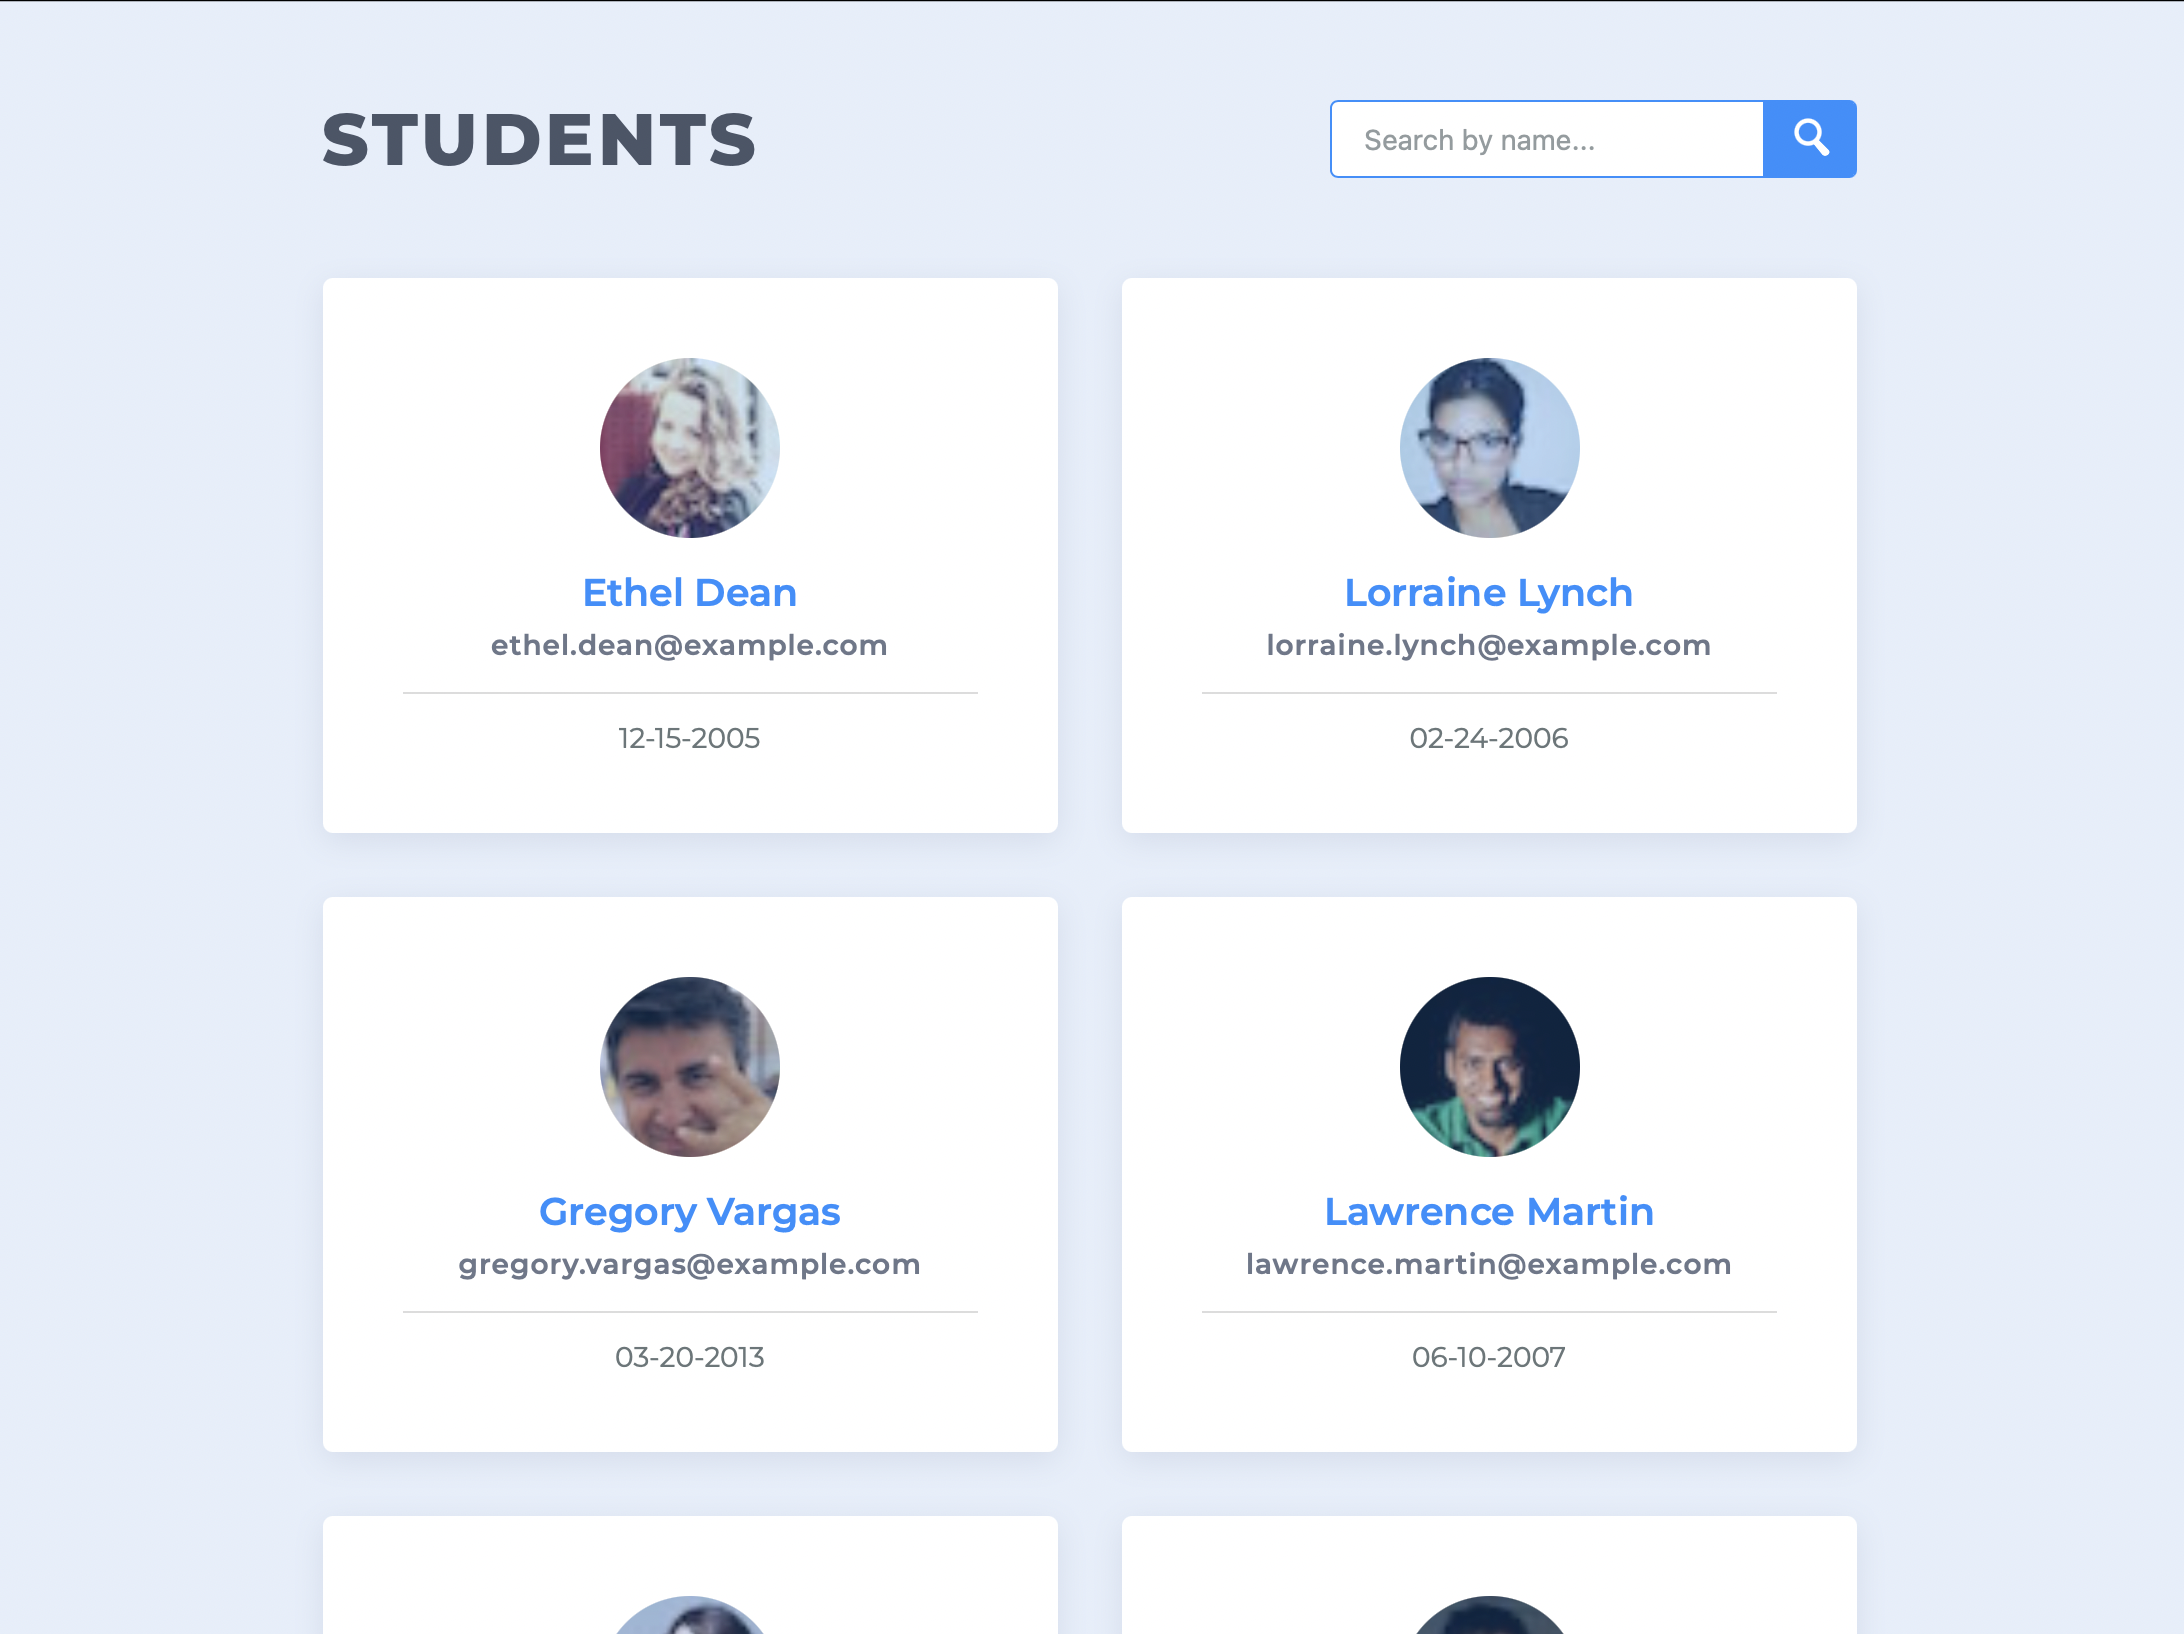 STUDENTS
Search by name...
Ethel Dean
ethel.dean@example.com
12-15-2005
Lorraine Lynch
lorraine.lynch@example.com
02-24-2006
Gregory Vargas
gregory.vargas@example.com
03-20-2013
Lawrence Martin
lawrence.martin@example.com
06-10-2007